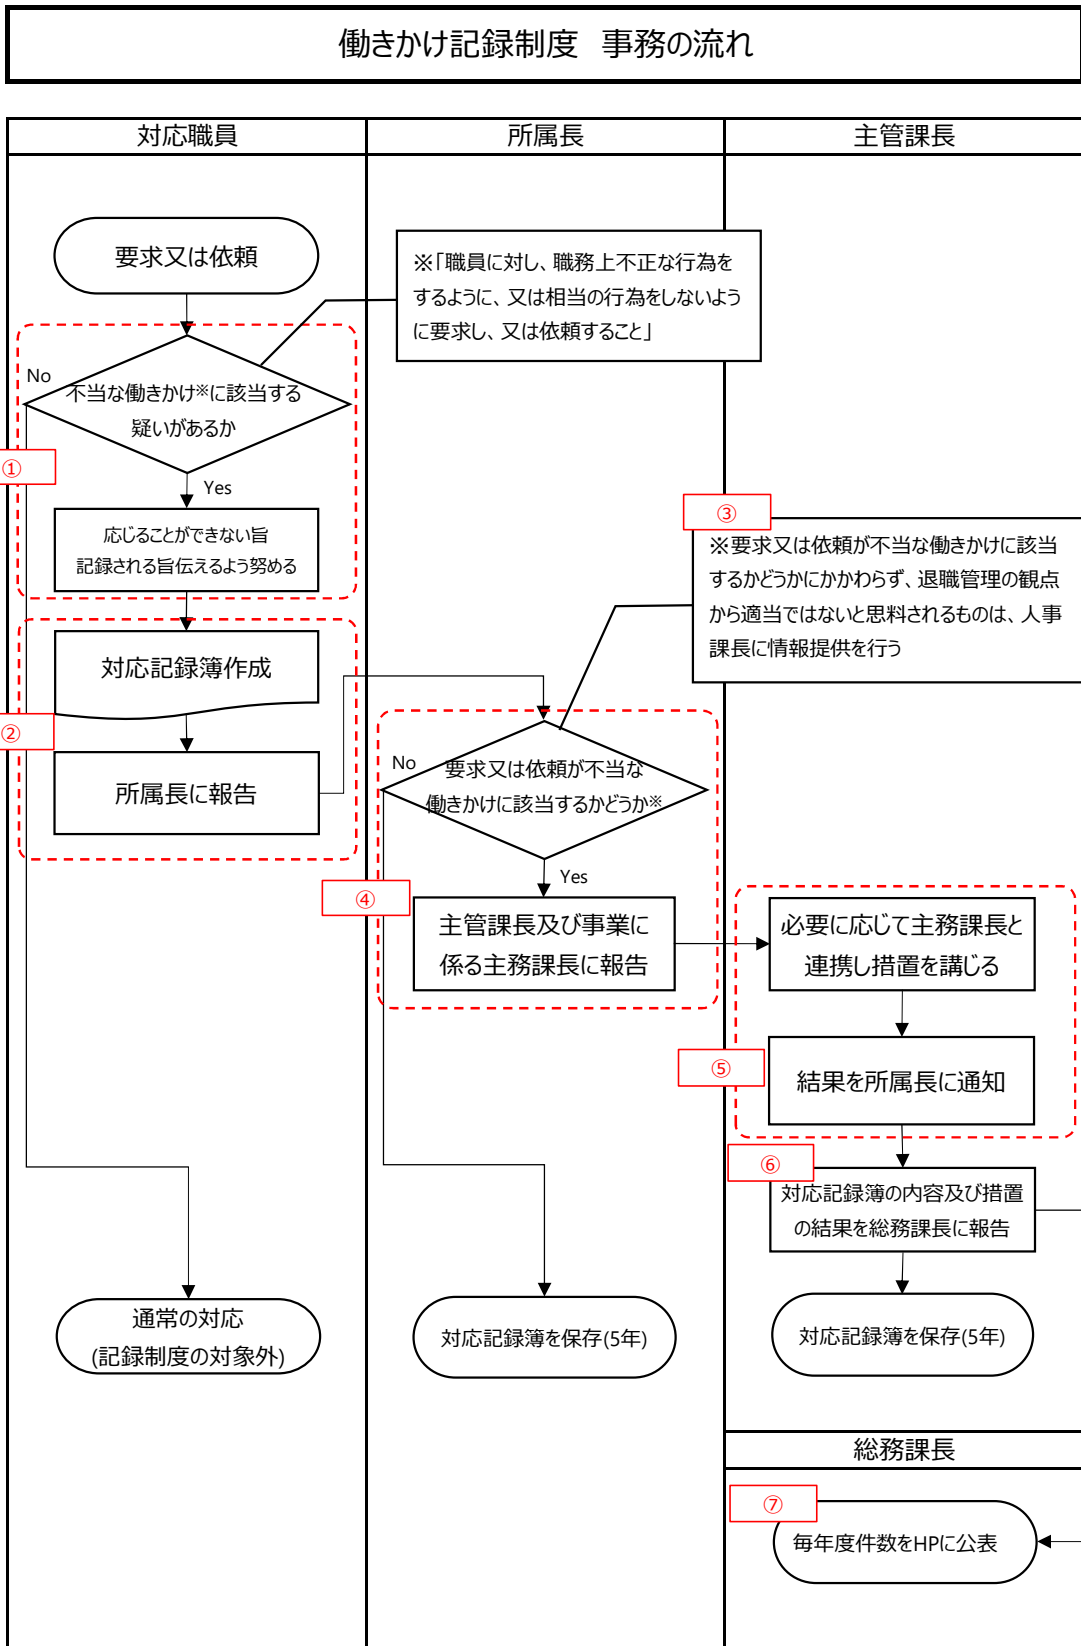 働きかけ記録制度 事務の流れ
対応職員
所属長
主管課長
要求又は依頼
※「職員に対し、職務上不正な行為を
するように、又は相当の行為をしないよう
に要求し、又は依頼すること」
No
不当な働きかけ※に該当する
疑いがあるか
①
Yes
応じることができない旨
記録される旨伝えるよう努める
③
※要求又は依頼が不当な働きかけに該当
するかどうかにかかわらず、退職管理の観点
から適当ではないと思料されるものは、人事
課長に情報提供を行う
対応記録簿作成
②
所属長に報告
No
要求又は依頼が不当な
働きかけに該当するかどうか※
Yes
④
主管課長及び事業に
係る主務課長に報告
必要に応じて主務課長と
連携し措置を講じる
⑤
結果を所属長に通知
⑥
対応記録簿の内容及び措置
の結果を総務課長に報告
通常の対応
(記録制度の対象外)
対応記録簿を保存(5年)
対応記録簿を保存(5年)
総務課長
⑦
毎年度件数をHPに公表